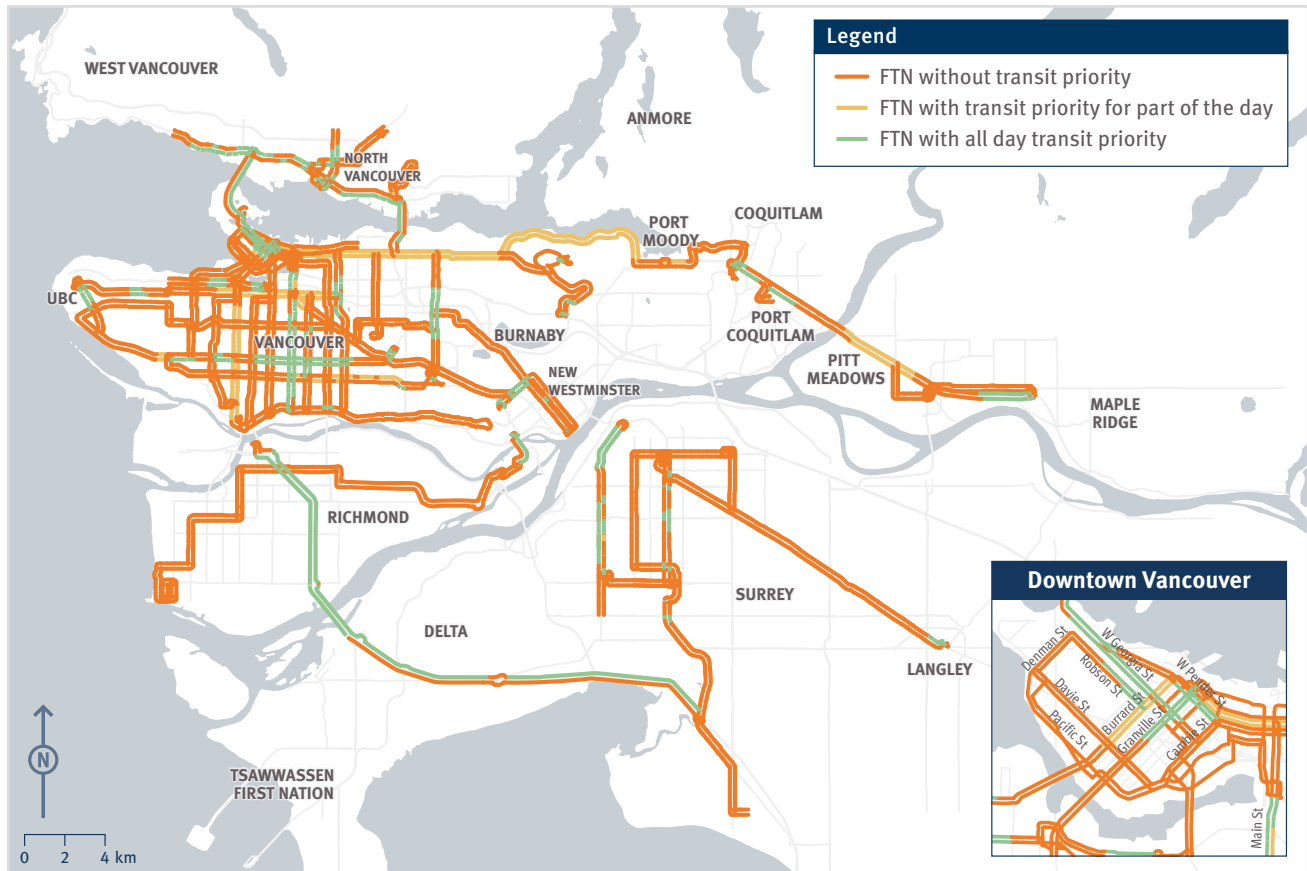 Legend
FTN without transit priority
FTN with transit priority for part of the day
FTN with all day transit priority
WEST VANCOUVER
ANMORE
NORTH
VANCOUVER
PORT
MOODY
COQUITLAM
UBC
VANCOUVER
BURNABY
PORT
COQUITLAM
NEW
WESTMINSTER
PITT
MEADOWS
MAPLE
RIDGE
RICHMOND
SURREY
DELTA
LANGLEY
TSAWWASSEN
FIRST NATION
N
0 2 4 km
Downtown Vancouver
Denman St
W Georgia St
Robson St
W Pender St
Davie St
Burrard St
Pacific St
Granville St
Cambie St
Main St